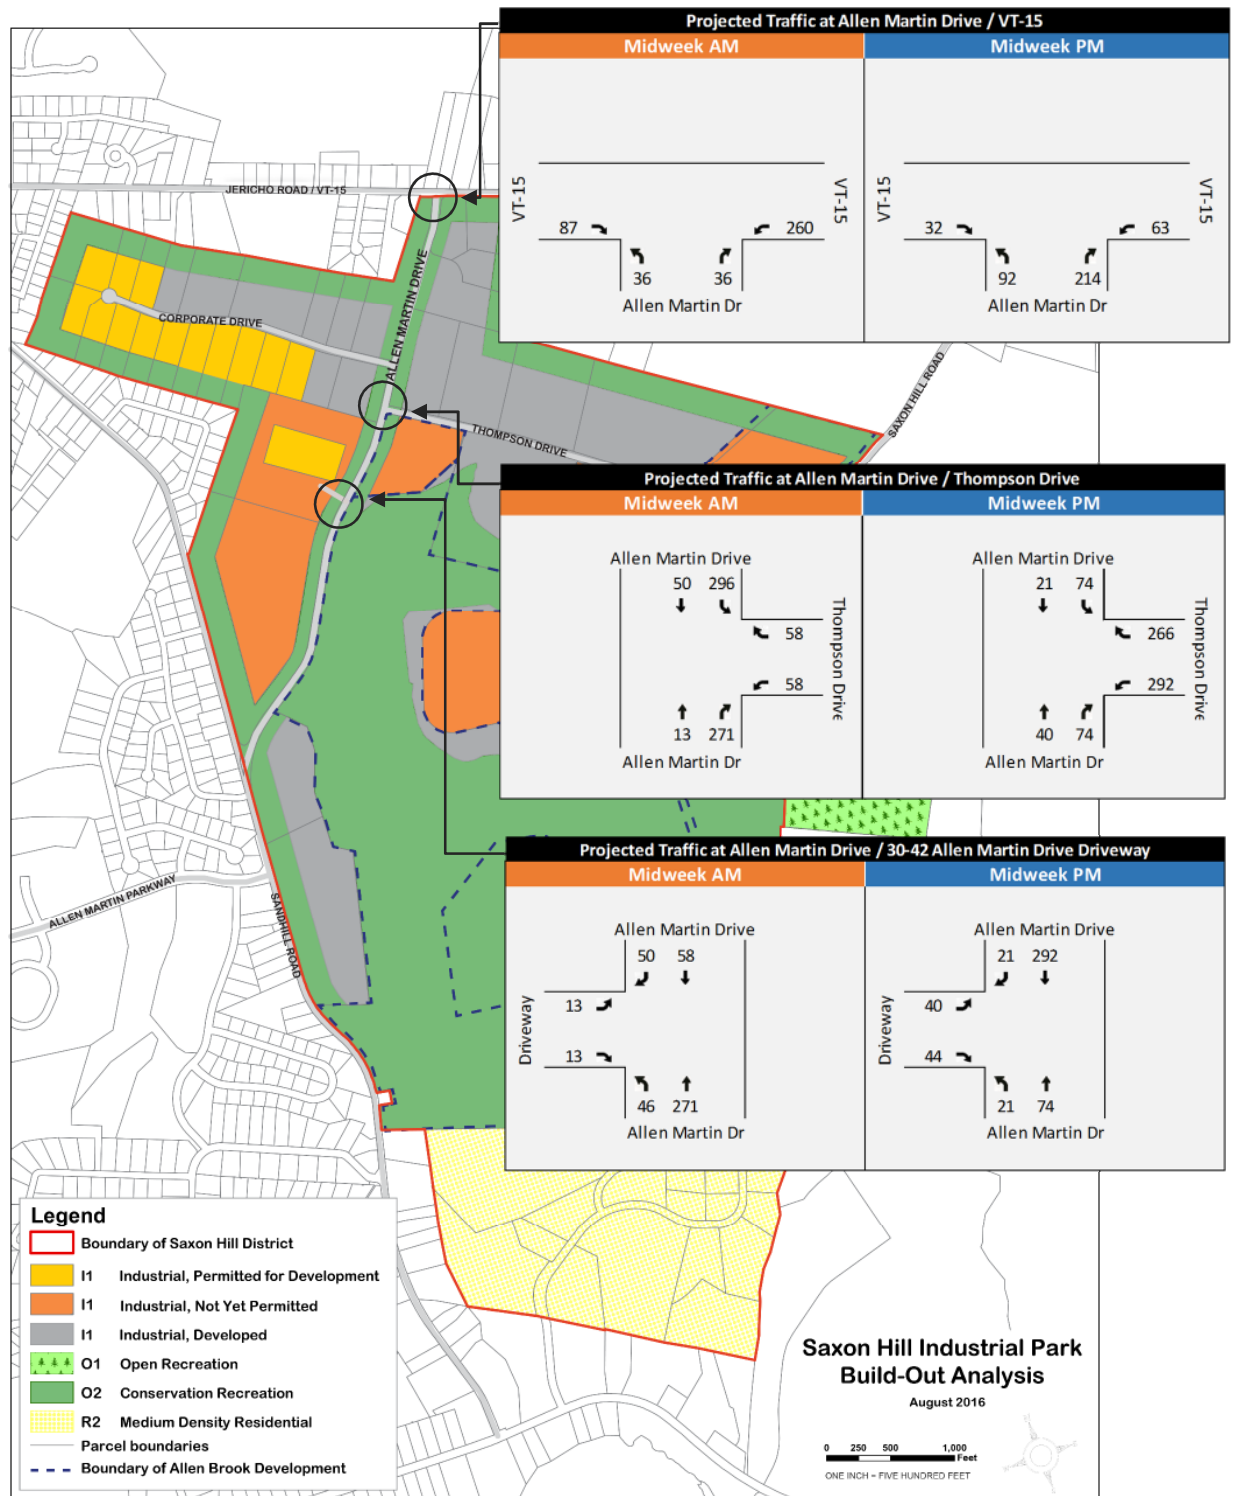 Projected Traffic at Allen Martin Drive / VT-15
Midweek AM
Midweek PM
VT-15
VT-15
87
260
36
36
Allen Martin Dr
VT-15
VT-15
32
63
92
214
Allen Martin Dr
JERICHO ROAD / VT-15
ALLEN MARTIN DRIVE
CORPORATE DRIVE
THOMPSON DRIVE
SAXON HILL ROAD
Projected Traffic at Allen Martin Drive / Thompson Drive
Midweek AM
Midweek PM
Allen Martin Drive
50 296
58
58
Thompson Drive
13 271
Allen Martin Dr
Allen Martin Drive
21 74
266
292
Thompson Drive
40 74
Allen Martin Dr
Projected Traffic at Allen Martin Drive / 30-42 Allen Martin Drive Driveway
Midweek AM
Midweek PM
Allen Martin Drive
50 58
13
Driveway
13
46 271
Allen Martin Dr
Allen Martin Drive
21 292
40
Driveway
44
21 74
Allen Martin Dr
ALLEN MARTIN PARKWAY
SANDHILL ROAD
Legend
Boundary of Saxon Hill District
I1 Industrial, Permitted for Development
I1 Industrial, Not Yet Permitted
I1 Industrial, Developed
O1 Open Recreation
O2 Conservation Recreation
R2 Medium Density Residential
Parcel boundaries
Boundary of Allen Brook Development
Saxon Hill Industrial Park
Build-Out Analysis
August 2016
0 250 500 1,000
Feet
ONE INCH = FIVE HUNDRED FEET